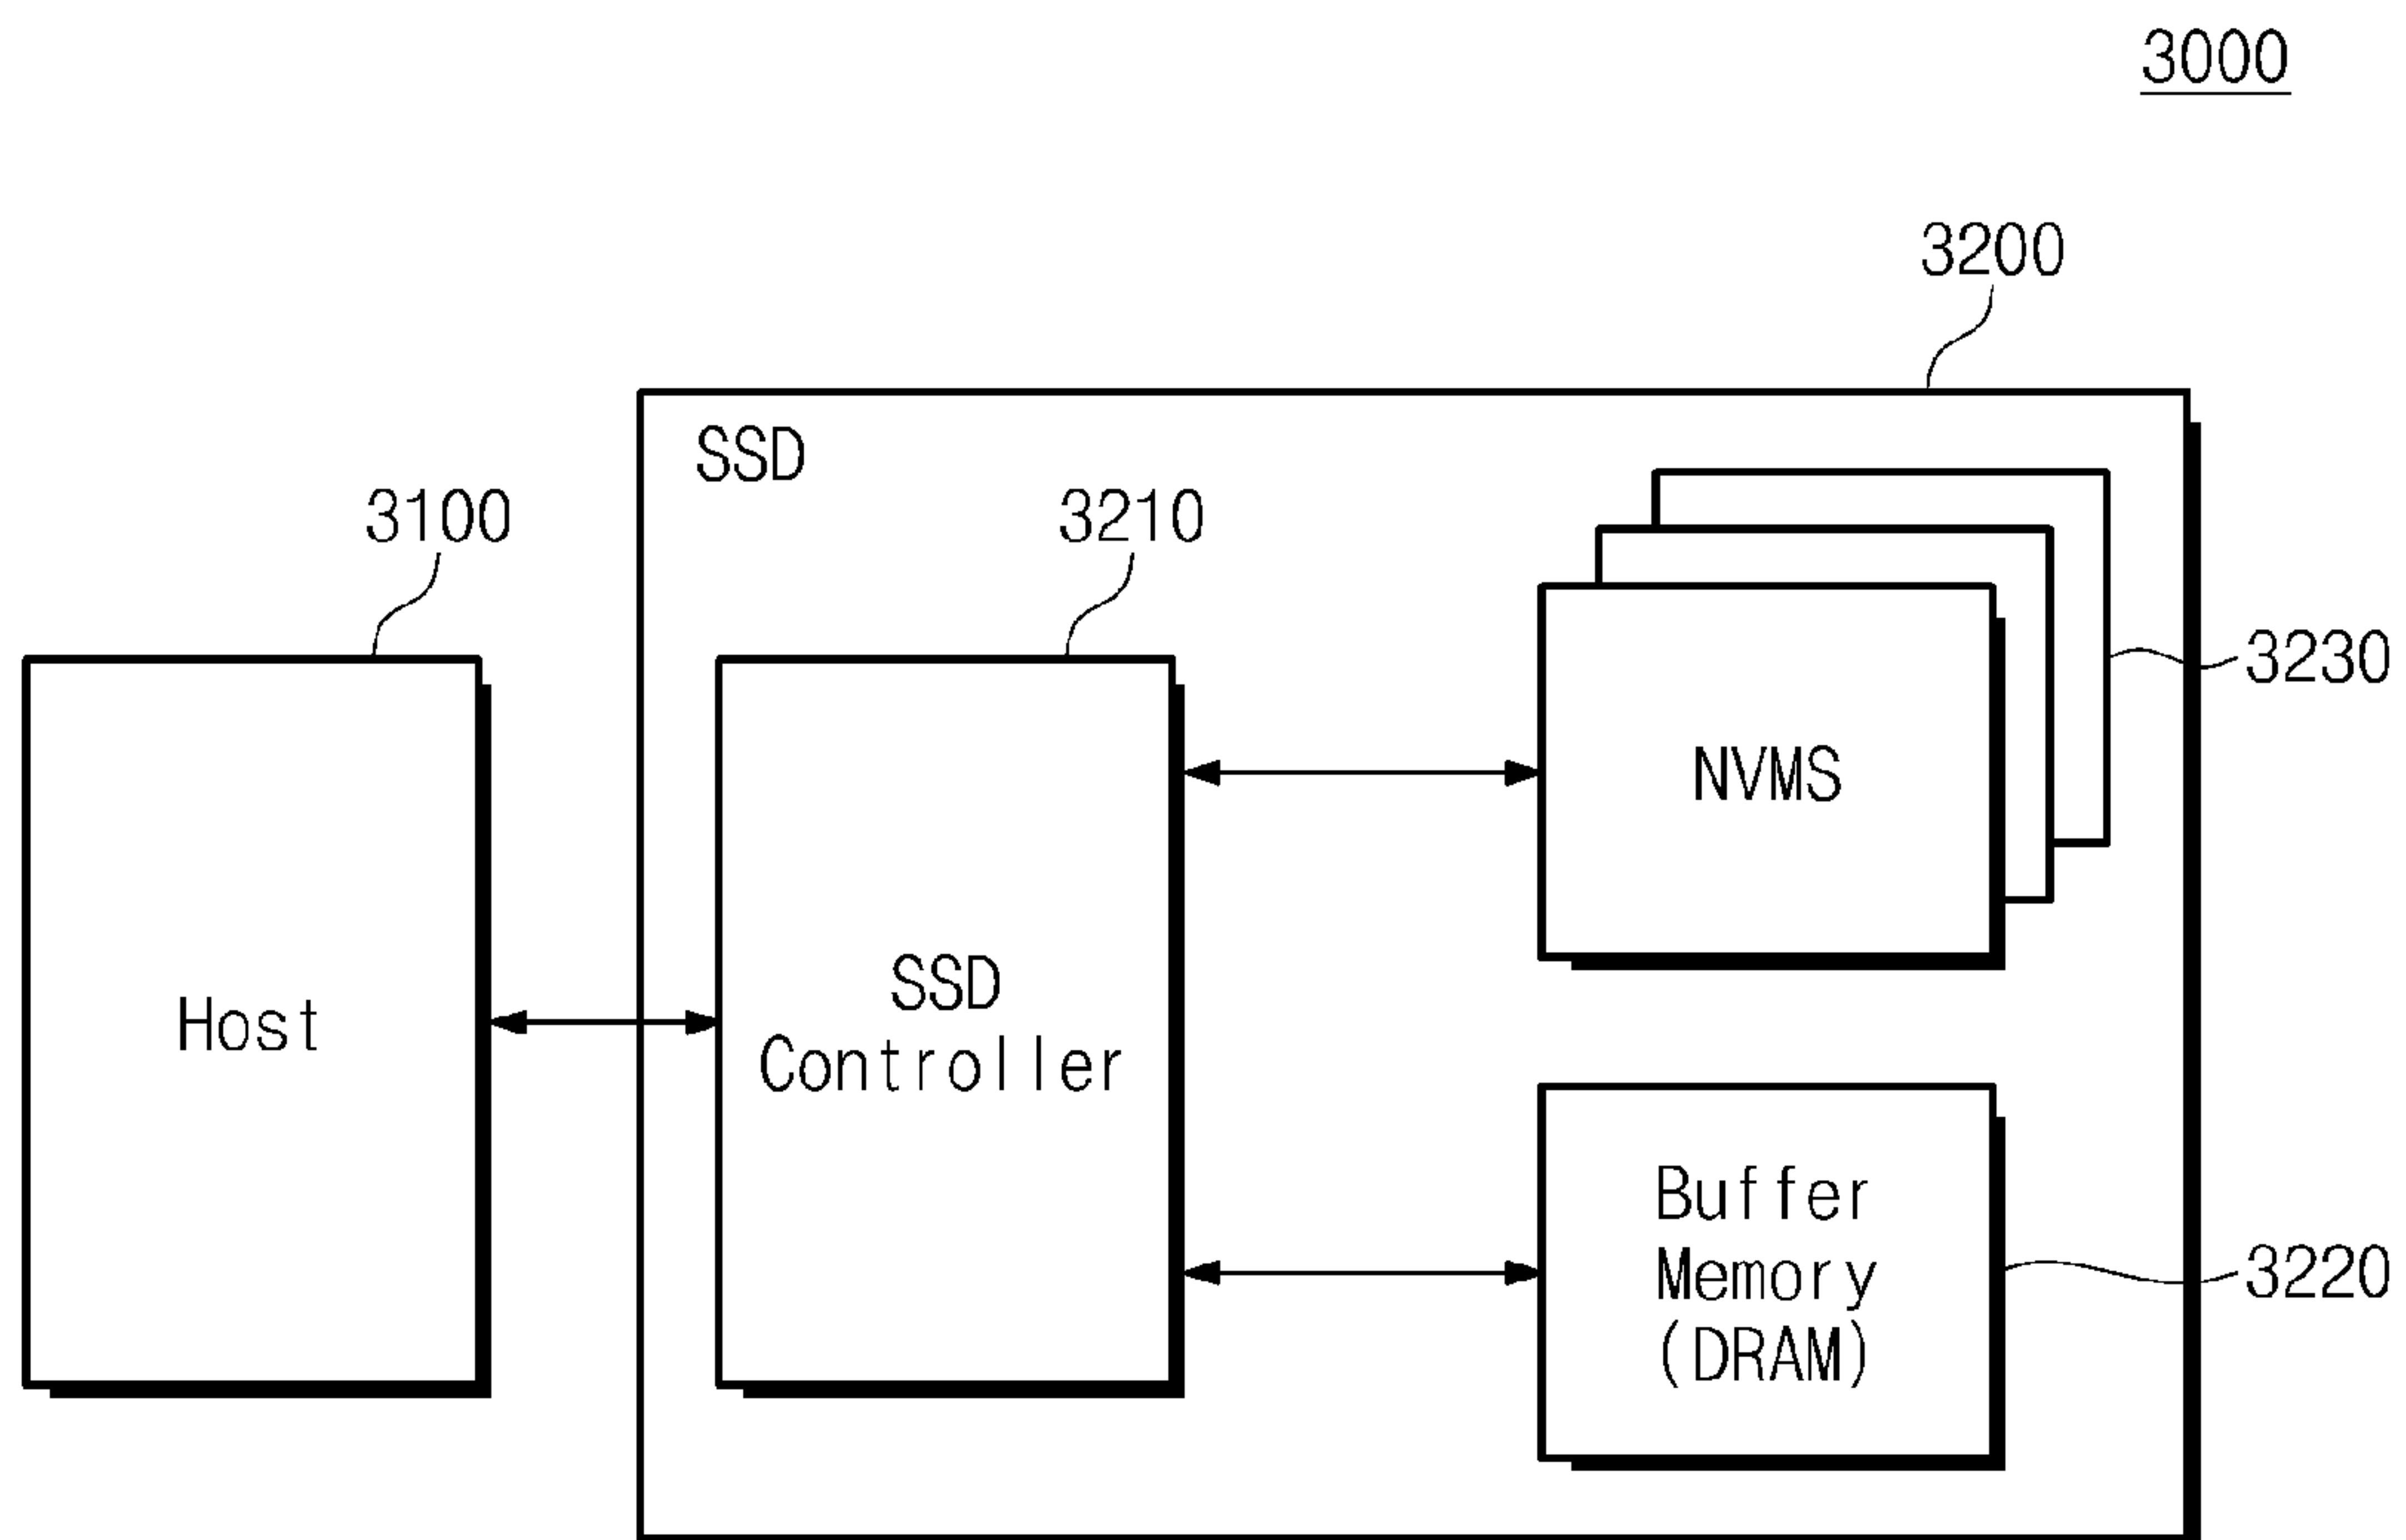 3000
3200
SSD
3100
3210
3230
NVMS
Host
SSD
Controller
Buffer
Memory
(DRAM)
3220